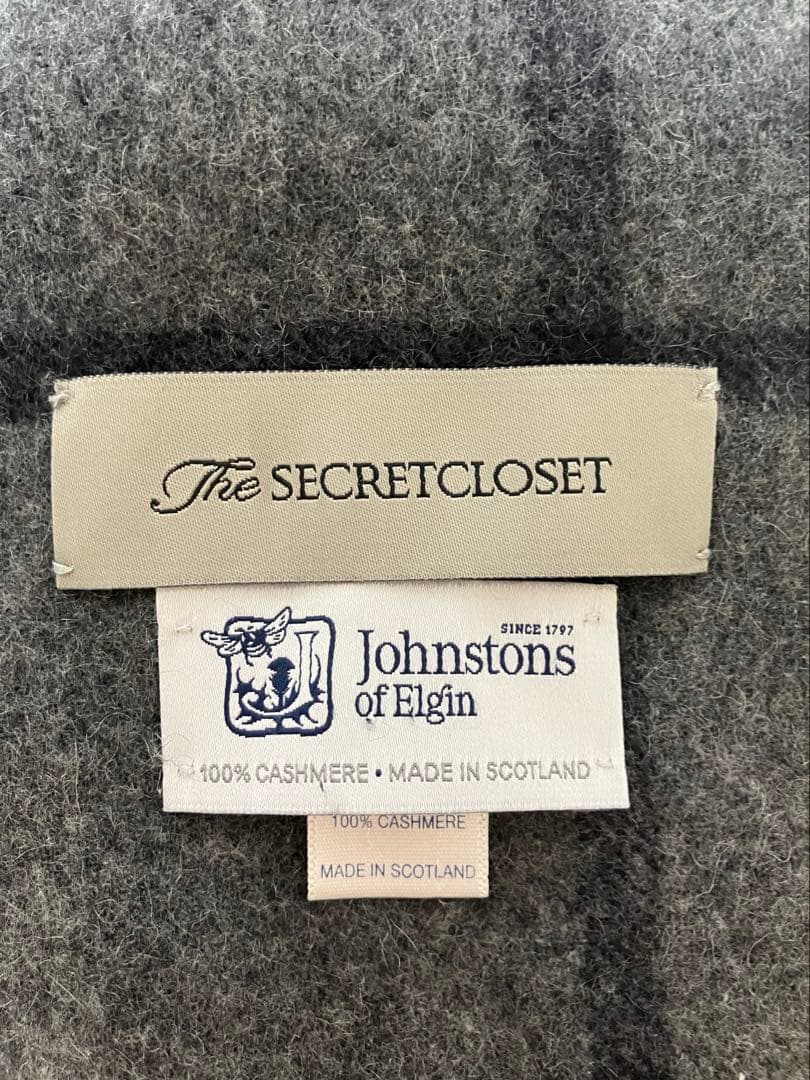 The SECRETCLOSET
SINCE 1797
Johnstons
of Elgin
100% CASHMERE • MADE IN SCOTLAND
100% CASHMERE
MADE IN SCOTLAND